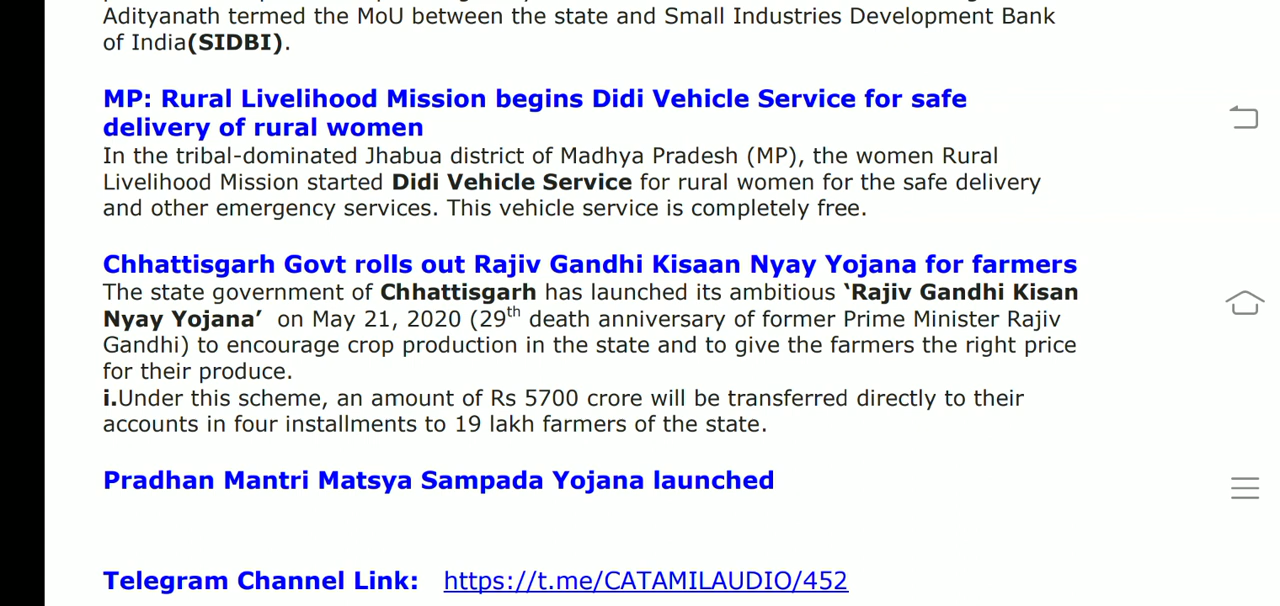 Adityanath termed the MoU between the state and Small Industries Development Bank
of India(SIDBI).
MP: Rural Livelihood Mission begins Didi Vehicle Service for safe
delivery of rural women
In the tribal-dominated Jhabua district of Madhya Pradesh (MP), the women Rural
Livelihood Mission started Didi Vehicle Service for rural women for the safe delivery
and other emergency services. This vehicle service is completely free.
Chhattisgarh Govt rolls out Rajiv Gandhi Kisaan Nyay Yojana for farmers
The state government of Chhattisgarh has launched its ambitious ‘Rajiv Gandhi Kisan
Nyay Yojana’ on May 21, 2020 (29th death anniversary of former Prime Minister Rajiv
Gandhi) to encourage crop production in the state and to give the farmers the right price
for their produce.
i.Under this scheme, an amount of Rs 5700 crore will be transferred directly to their
accounts in four installments to 19 lakh farmers of the state.
Pradhan Mantri Matsya Sampada Yojana launched
Telegram Channel Link: https://t.me/CATAMILAUDIO/452